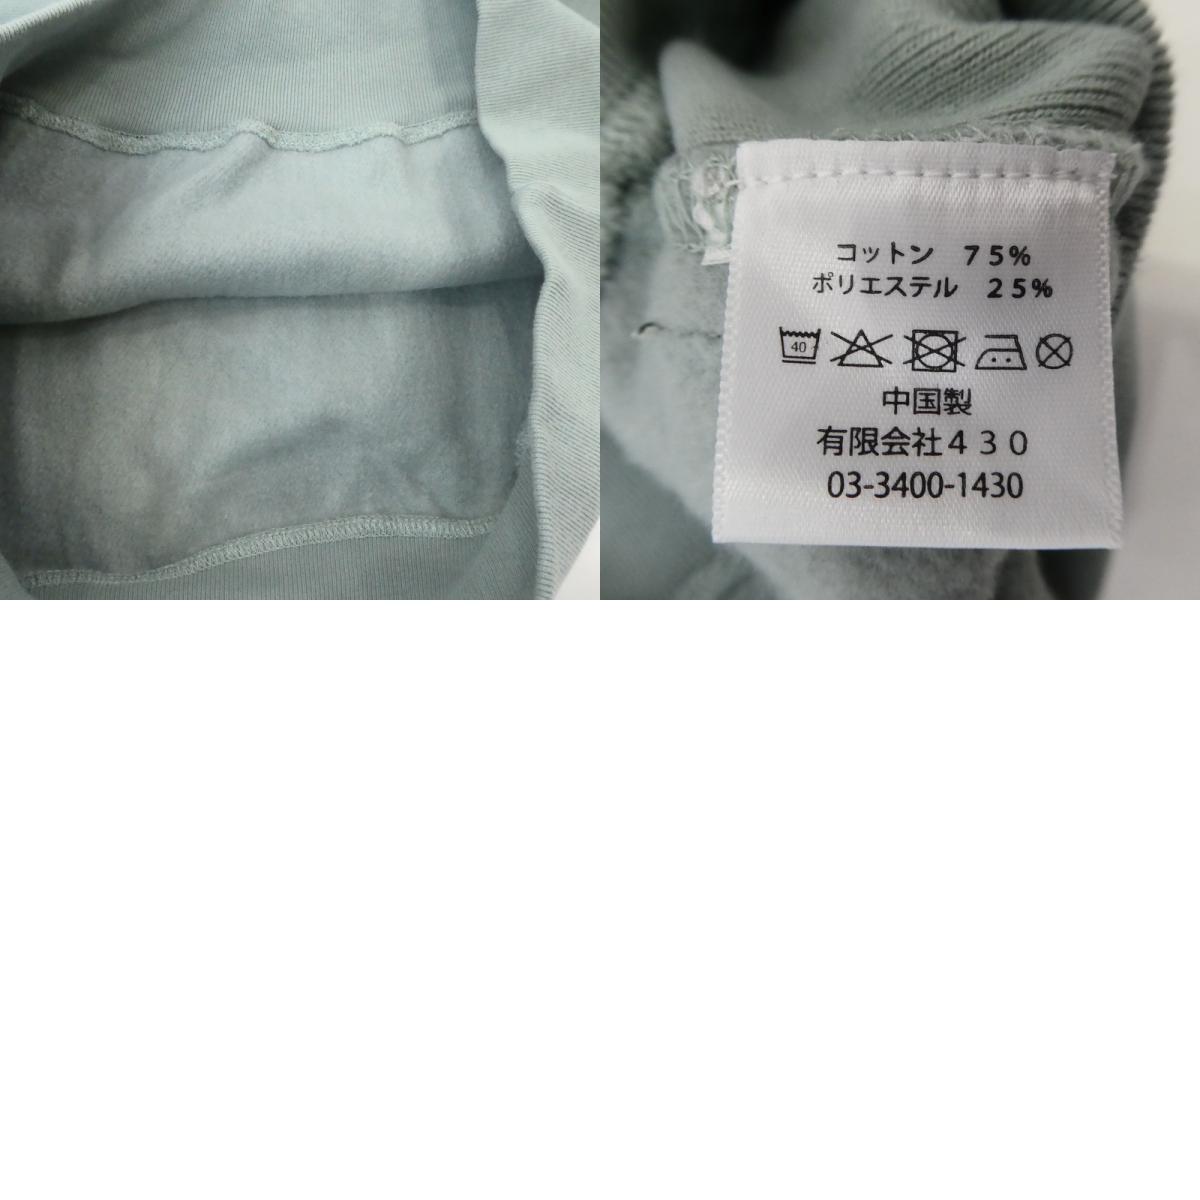 コットン　７５%
ポリエステル　２５%
40
中国製
有限会社４３０
03-3400-1430